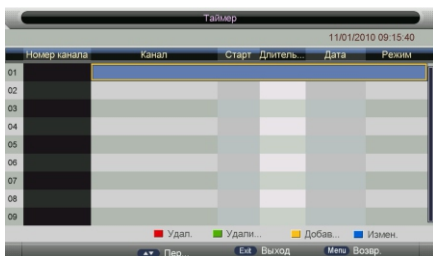 Таймер
11/01/2010 09:15:40
Номер канала Канал Старт Длитель... Дата Режим
01
02
03
04
05
06
07
08
09
Удал. Удали... Добав... Измен.
Пер... Exit Выход Menu Возвр.